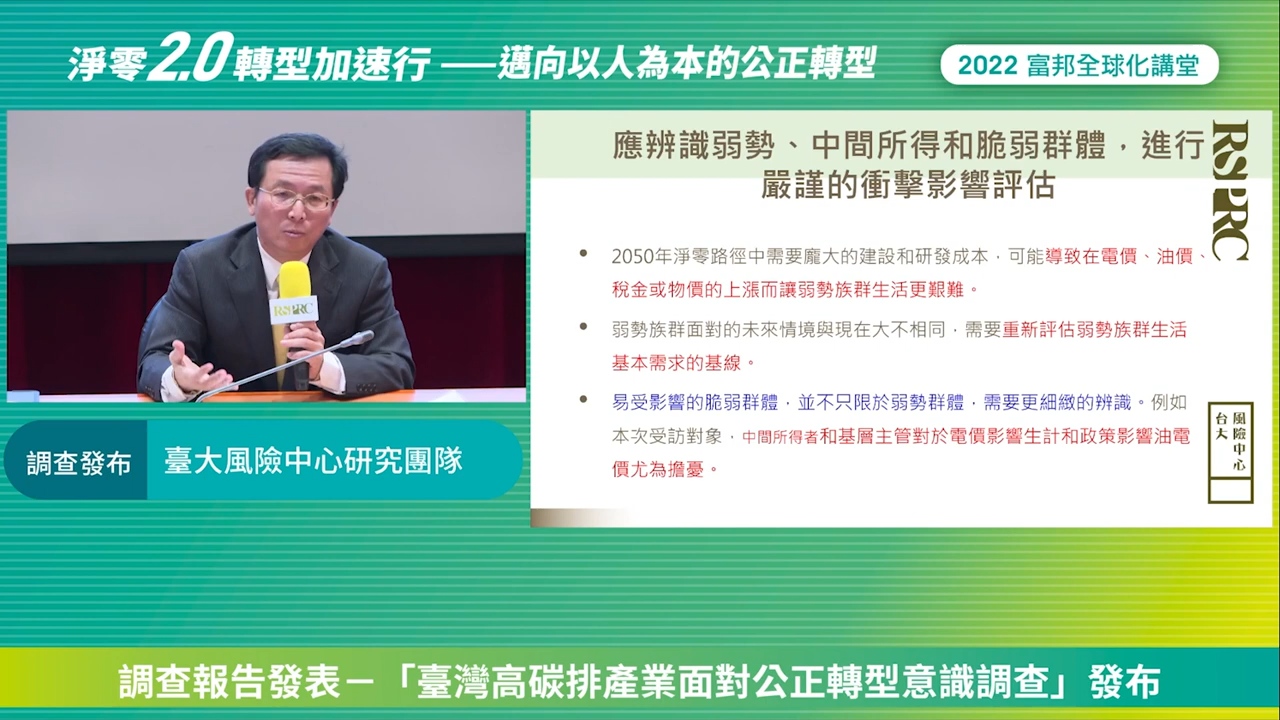 淨零2.0轉型加速行——邁向以人為本的公正轉型
2022 富邦全球化講堂
RSPRC
調查發布
臺大風險中心研究團隊
應辨識弱勢、中間所得和脆弱群體，進行
嚴謹的衝擊影響評估
RSPRC
• 2050年淨零路徑中需要龐大的建設和研發成本，可能導致在電價、油價、
稅金或物價的上漲而讓弱勢族群生活更艱難。
• 弱勢族群面對的未來情境與現在大不相同，需要重新評估弱勢族群生活
基本需求的基線。
• 易受影響的脆弱群體，並不只限於弱勢群體，需要更細緻的辨識。例如
本次受訪對象，中間所得者和基層主管對於電價影響生計和政策影響油電
價尤為擔憂。
風險中心
台大
調查報告發表－「臺灣高碳排產業面對公正轉型意識調查」發布